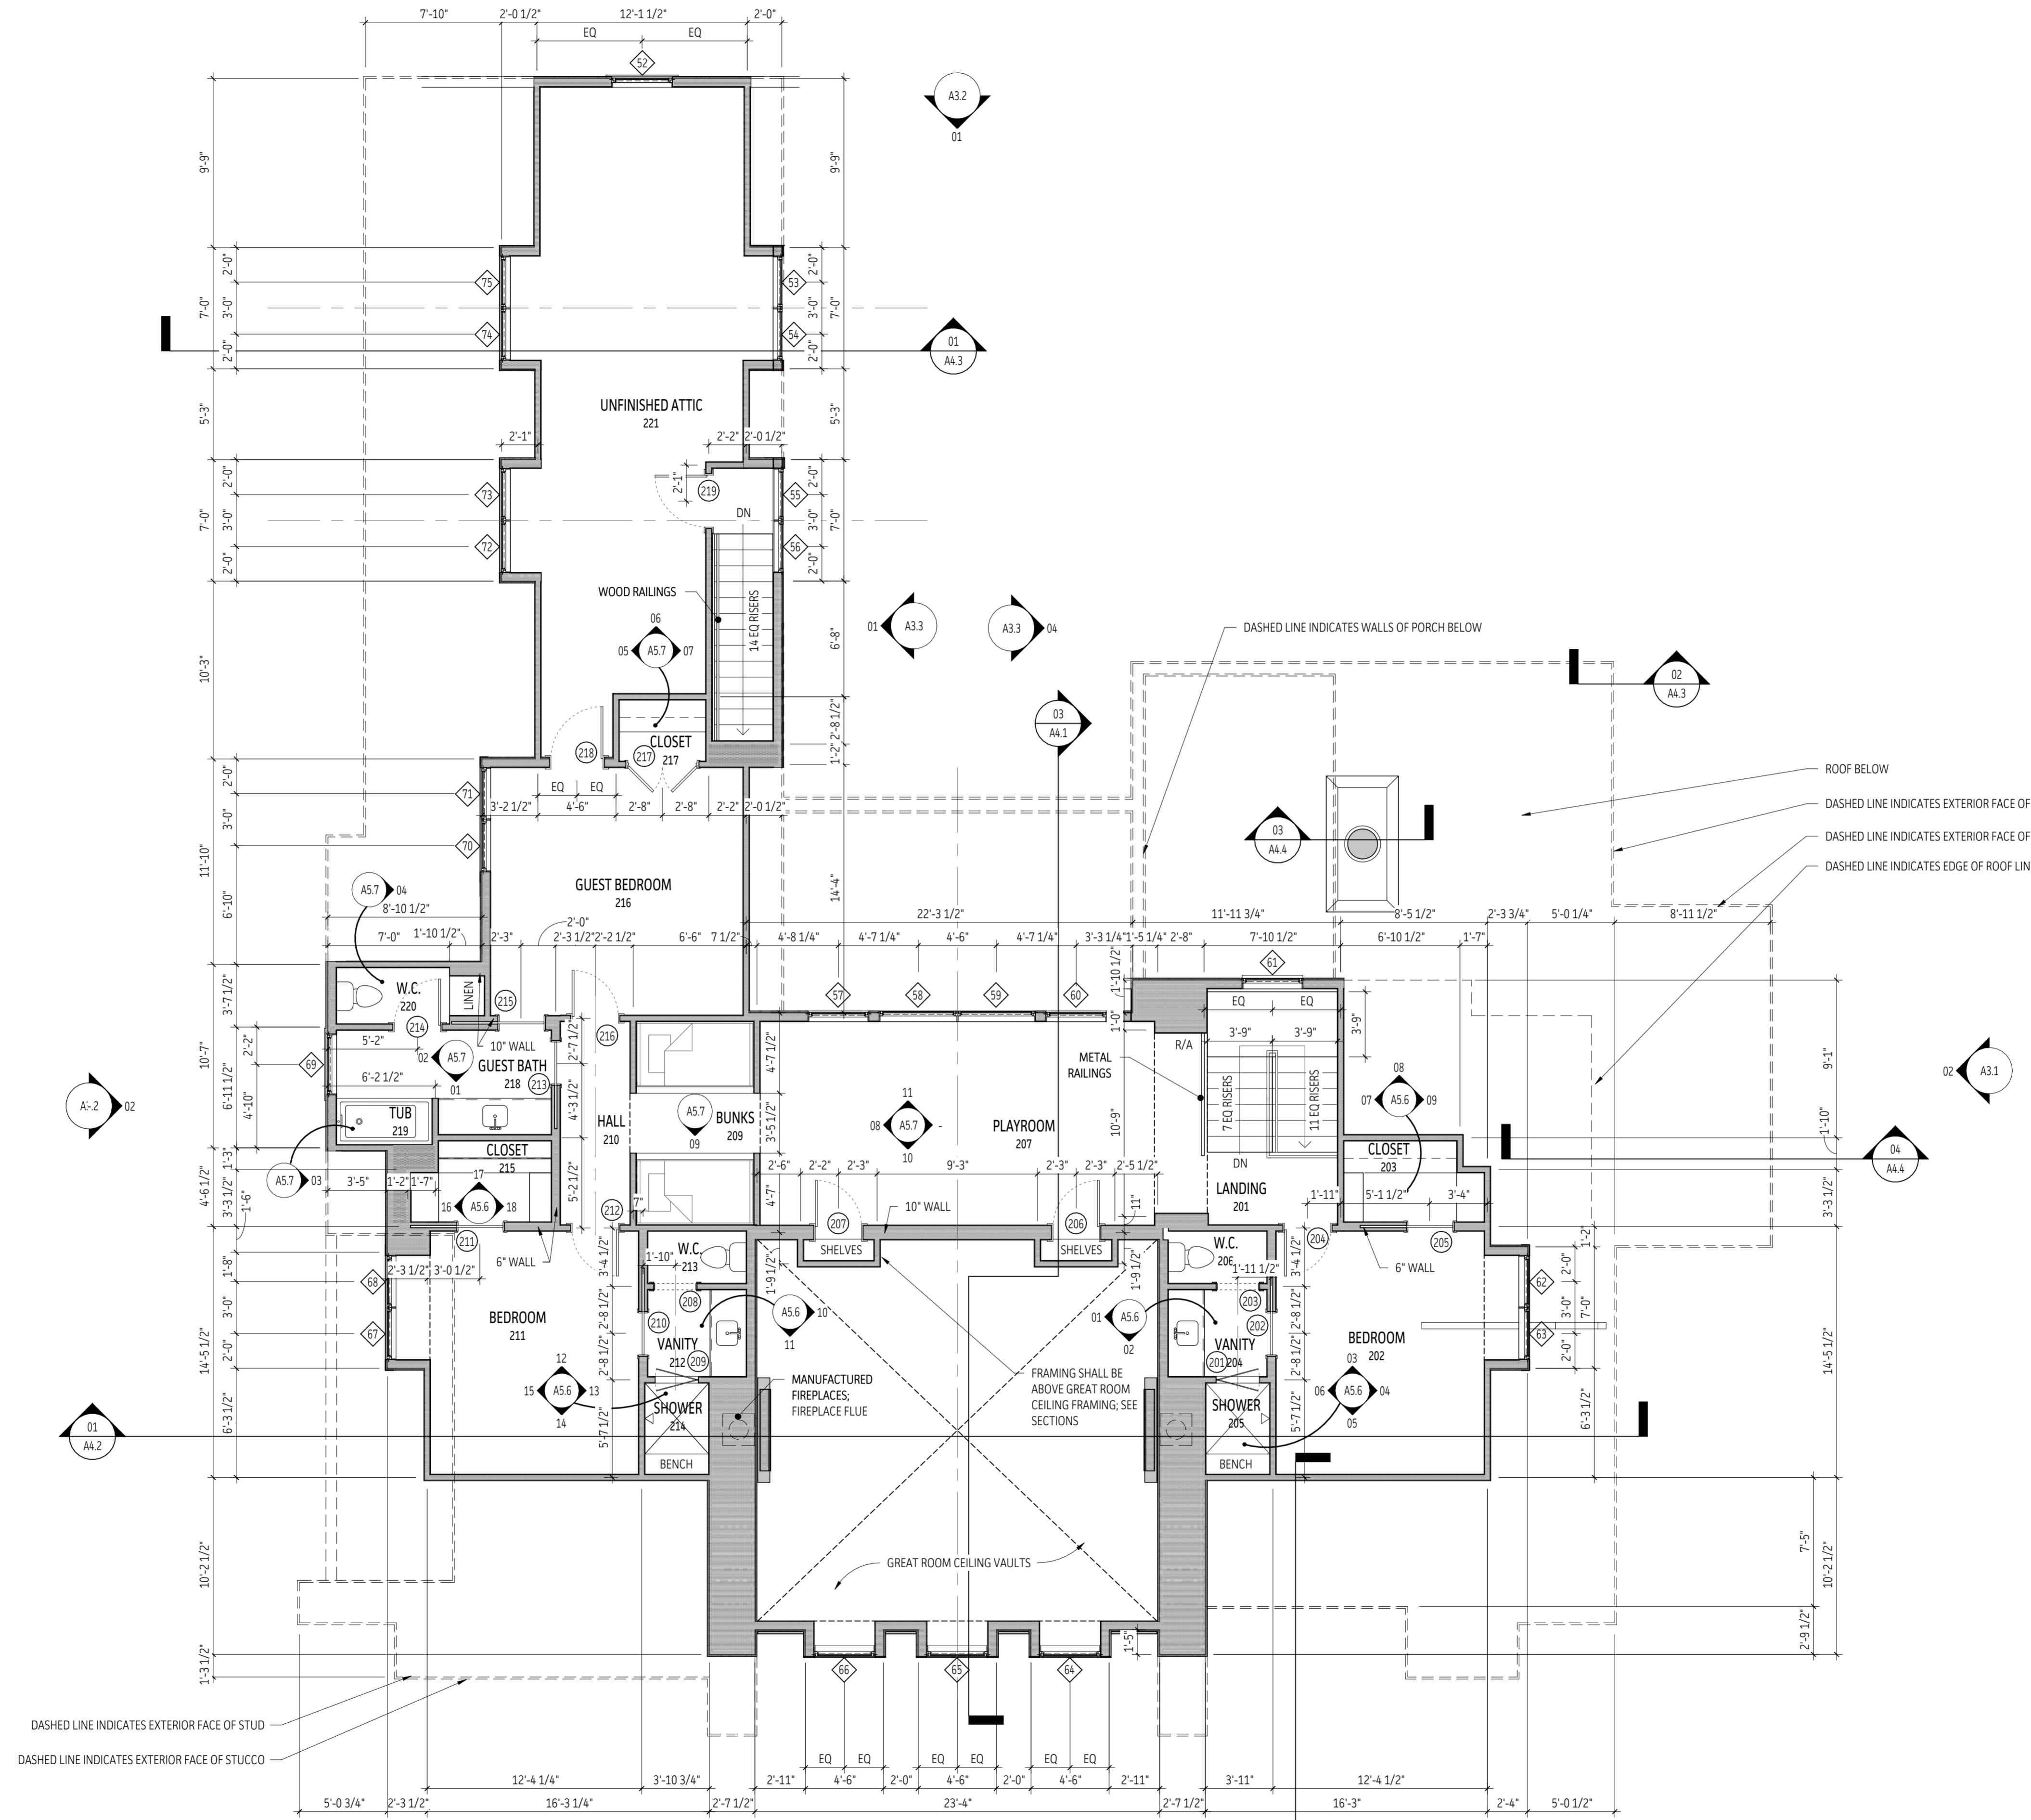 7'-10" 2'-0 1/2" 12'-1 1/2" 2'-0"
EQ EQ
52
A3.2
01
9'-9"
9'-9"
2'-0"
75
53
2'-0"
7'-0"
3'-0"
3'-0"
7'-0"
74
54
2'-0"
2'-0"
01
A4.3
5'-3"
UNFINISHED ATTIC
221
5'-3"
2'-1"
2'-2" 2'-0 1/2"
2'-0"
73
2'-1"
219
55
2'-0"
7'-0"
3'-0"
DN
3'-0"
7'-0"
72
56
2'-0"
2'-0"
WOOD RAILINGS
14 EQ RISERS
06
05 A5.7 07
01 A3.3
A3.3 04
6'-8"
10'-3"
DASHED LINE INDICATES WALLS OF PORCH BELOW
02
A4.3
03
A4.1
2'-8 1/2"
1'-2"
CLOSET
217
218
217
ROOF BELOW
DASHED LINE INDICATES EXTERIOR FACE OF
DASHED LINE INDICATES EXTERIOR FACE OF
DASHED LINE INDICATES EDGE OF ROOF LIN
2'-0"
71
EQ EQ
3'-2 1/2" 4'-6" 2'-8" 2'-8" 2'-2" 2'-0 1/2"
3'-0"
70
11'-10"
6'-10"
03
A4.4
14'-4"
GUEST BEDROOM
216
A5.7 04
8'-10 1/2"
2'-0"
22'-3 1/2" 11'-11 3/4" 8'-5 1/2" 2'-3 3/4" 5'-0 1/4" 8'-11 1/2"
7'-0" 1'-10 1/2" 2'-3" 2'-3 1/2" 2'-2 1/2" 6'-6" 7 1/2" 4'-8 1/4" 4'-7 1/4" 4'-6" 4'-7 1/4" 3'-3 1/4" 1'-5 1/4" 2'-8" 7'-10 1/2" 6'-10 1/2" 1'-7"
61
1'-10 1/2"
3'-7 1/2"
W.C.
220
LINEN
215
57 58 59 60
EQ EQ
1'-0"
3'-9"
214
216
10" WALL
5'-2"
2'-2"
69
02 A5.7
01
GUEST BATH
218
213
2'-7 1/2"
4'-7 1/2"
METAL
RAILINGS
R/A
3'-9" 3'-9"
10'-7"
6'-11 1/2"
4'-10"
6'-2 1/2"
TUB
219
4'-3 1/2"
HALL
210
A5.7
09
BUNKS
209
3'-5 1/2"
11
08 A5.7 -
10
PLAYROOM
207
10'-9"
7 EQ RISERS
11 EQ RISERS
DN
08
07 A5.6 09
9'-1"
02 A3.1
A-.2 02
1'-10"
04
A4.4
CLOSET
215
17
16 A5.6 18
CLOSET
203
1'-3"
A5.7 03
3'-5" 1'-2" 1'-7"
5'-2 1/2"
4'-6 1/2"
3'-3 1/2"
1'-6"
2'-6" 2'-2" 2'-3" 9'-3" 2'-3" 2'-3" 2'-5 1/2"
4'-7"
7"
LANDING
201
1'-11" 5'-1 1/2" 3'-4"
3'-3 1/2"
212
207
10" WALL
206
11"
204
205
211
6" WALL
6" WALL
1'-2"
W.C.
213
1'-10"
3'-4 1/2"
SHELVES
SHELVES
1'-9 1/2"
1'-9 1/2"
W.C.
206
1'-11 1/2"
3'-4 1/2"
1'-8"
2'-3 1/2" 3'-0 1/2"
68
62
2'-0"
208
203
3'-0"
BEDROOM
211
210
2'-8 1/2"
A5.6 10
11
01 A5.6
02
202
2'-8 1/2"
3'-0"
7'-0"
67
63
BEDROOM
202
2'-0"
2'-0"
VANITY
212
209
VANITY
204
201
2'-8 1/2"
2'-8 1/2"
14'-5 1/2"
14'-5 1/2"
12
15 A5.6 13
14
MANUFACTURED
FIREPLACES;
FIREPLACE FLUE
FRAMING SHALL BE
ABOVE GREAT ROOM
CEILING FRAMING; SEE
SECTIONS
03
06 A5.6 04
05
6'-3 1/2"
SHOWER
214
SHOWER
205
5'-7 1/2"
5'-7 1/2"
6'-3 1/2"
01
A4.2
BENCH
BENCH
10'-2 1/2"
GREAT ROOM CEILING VAULTS
7'-5"
10'-2 1/2"
1'-5"
2'-9 1/2"
1'-3 1/2"
66 65 64
DASHED LINE INDICATES EXTERIOR FACE OF STUD
DASHED LINE INDICATES EXTERIOR FACE OF STUCCO
EQ EQ EQ EQ EQ EQ
12'-4 1/4" 3'-10 3/4" 2'-11" 4'-6" 2'-0" 4'-6" 2'-0" 4'-6" 2'-11" 3'-11" 12'-4 1/2"
5'-0 3/4" 2'-3 1/2" 16'-3 1/4" 2'-7 1/2" 23'-4" 2'-7 1/2" 16'-3" 2'-4" 5'-0 1/2"